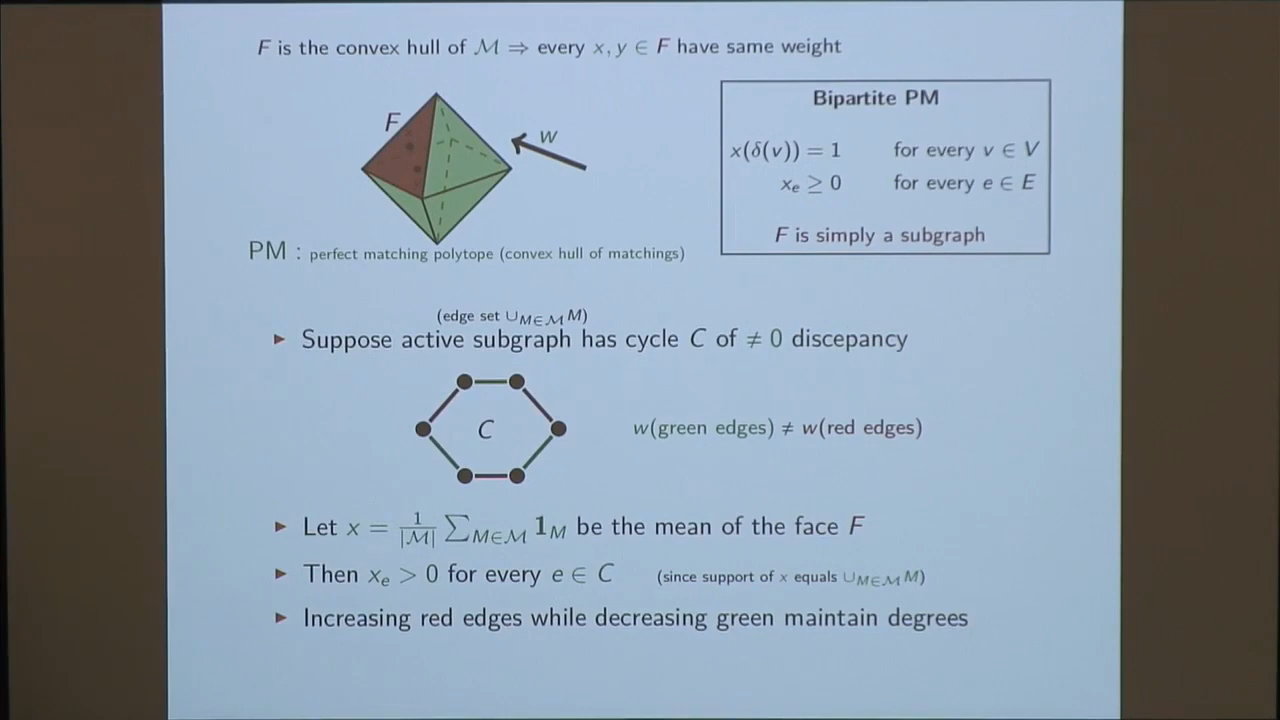 F is the convex hull of ℳ ⇒ every x, y ∈ F have same weight
F
w
PM : perfect matching polytope (convex hull of matchings)
Bipartite PM
x(δ(v)) = 1 for every v ∈ V
xₑ ≥ 0 for every e ∈ E
F is simply a subgraph
(edge set ∪_{M∈ℳ} M)
▶ Suppose active subgraph has cycle C of ≠ 0 discepancy
C
w(green edges) ≠ w(red edges)
▶ Let x = 1/|ℳ| ∑_{M∈ℳ} 1_M be the mean of the face F
▶ Then xₑ > 0 for every e ∈ C (since support of x equals ∪_{M∈ℳ} M)
▶ Increasing red edges while decreasing green maintain degrees